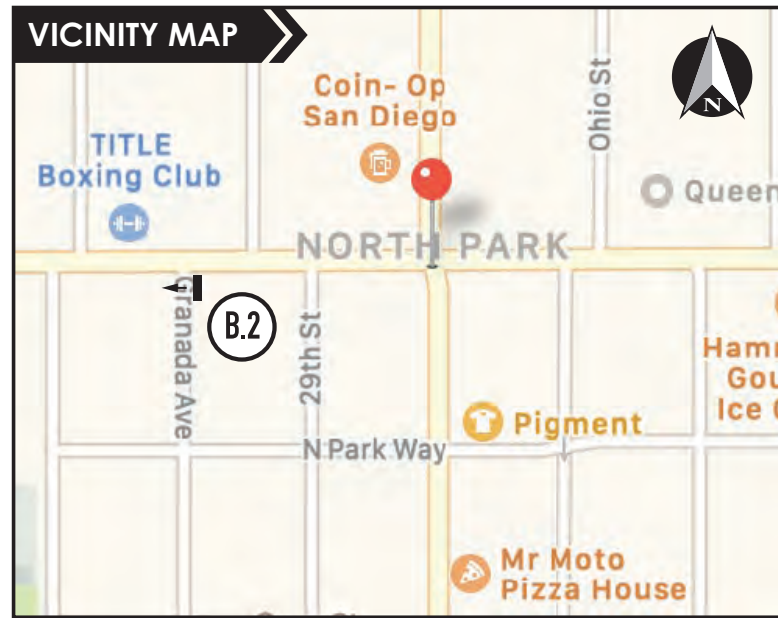 VICINITY MAP
Coin- Op
San Diego
Ohio St
N
TITLE
Boxing Club
Queen
NORTH PARK
Granada Ave
B.2
29th St
Hamm
Gou
Ice
Pigment
N Park Way
Mr Moto
Pizza House